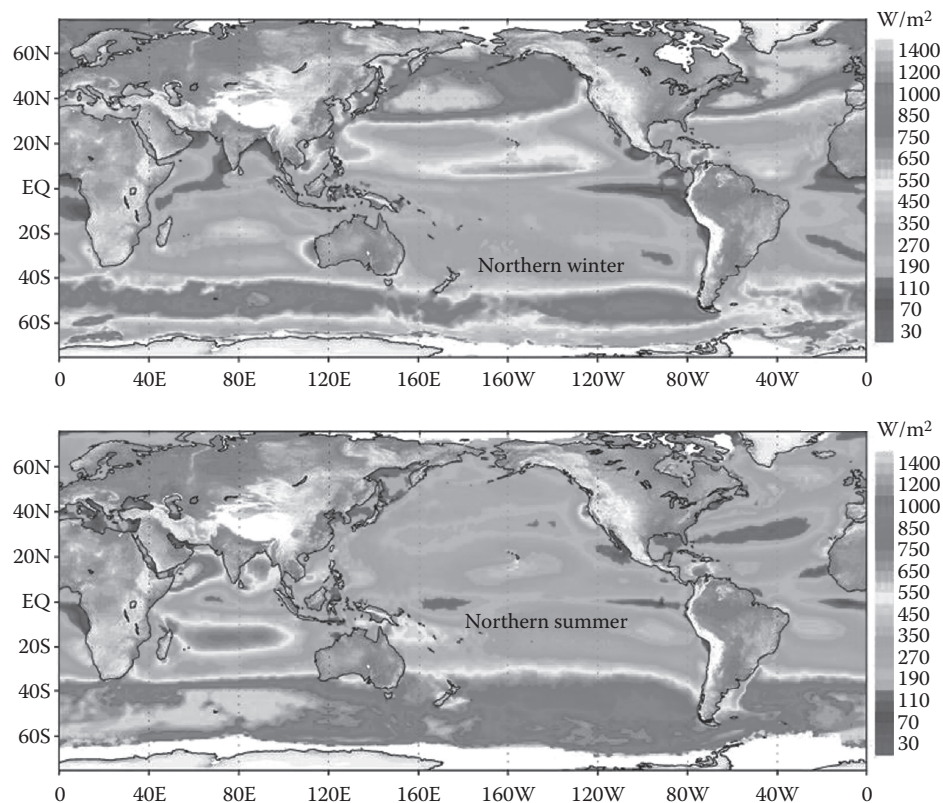 W/m²
60N
40N
20N
EQ
20S
40S
60S
1400
1200
1000
850
750
650
550
450
350
270
190
110
70
30
Northern winter
0 40E 80E 120E 160E 160W 120W 80W 40W 0
W/m²
60N
40N
20N
EQ
20S
40S
60S
1400
1200
1000
850
750
650
550
450
350
270
190
110
70
30
Northern summer
0 40E 80E 120E 160E 160W 120W 80W 40W 0